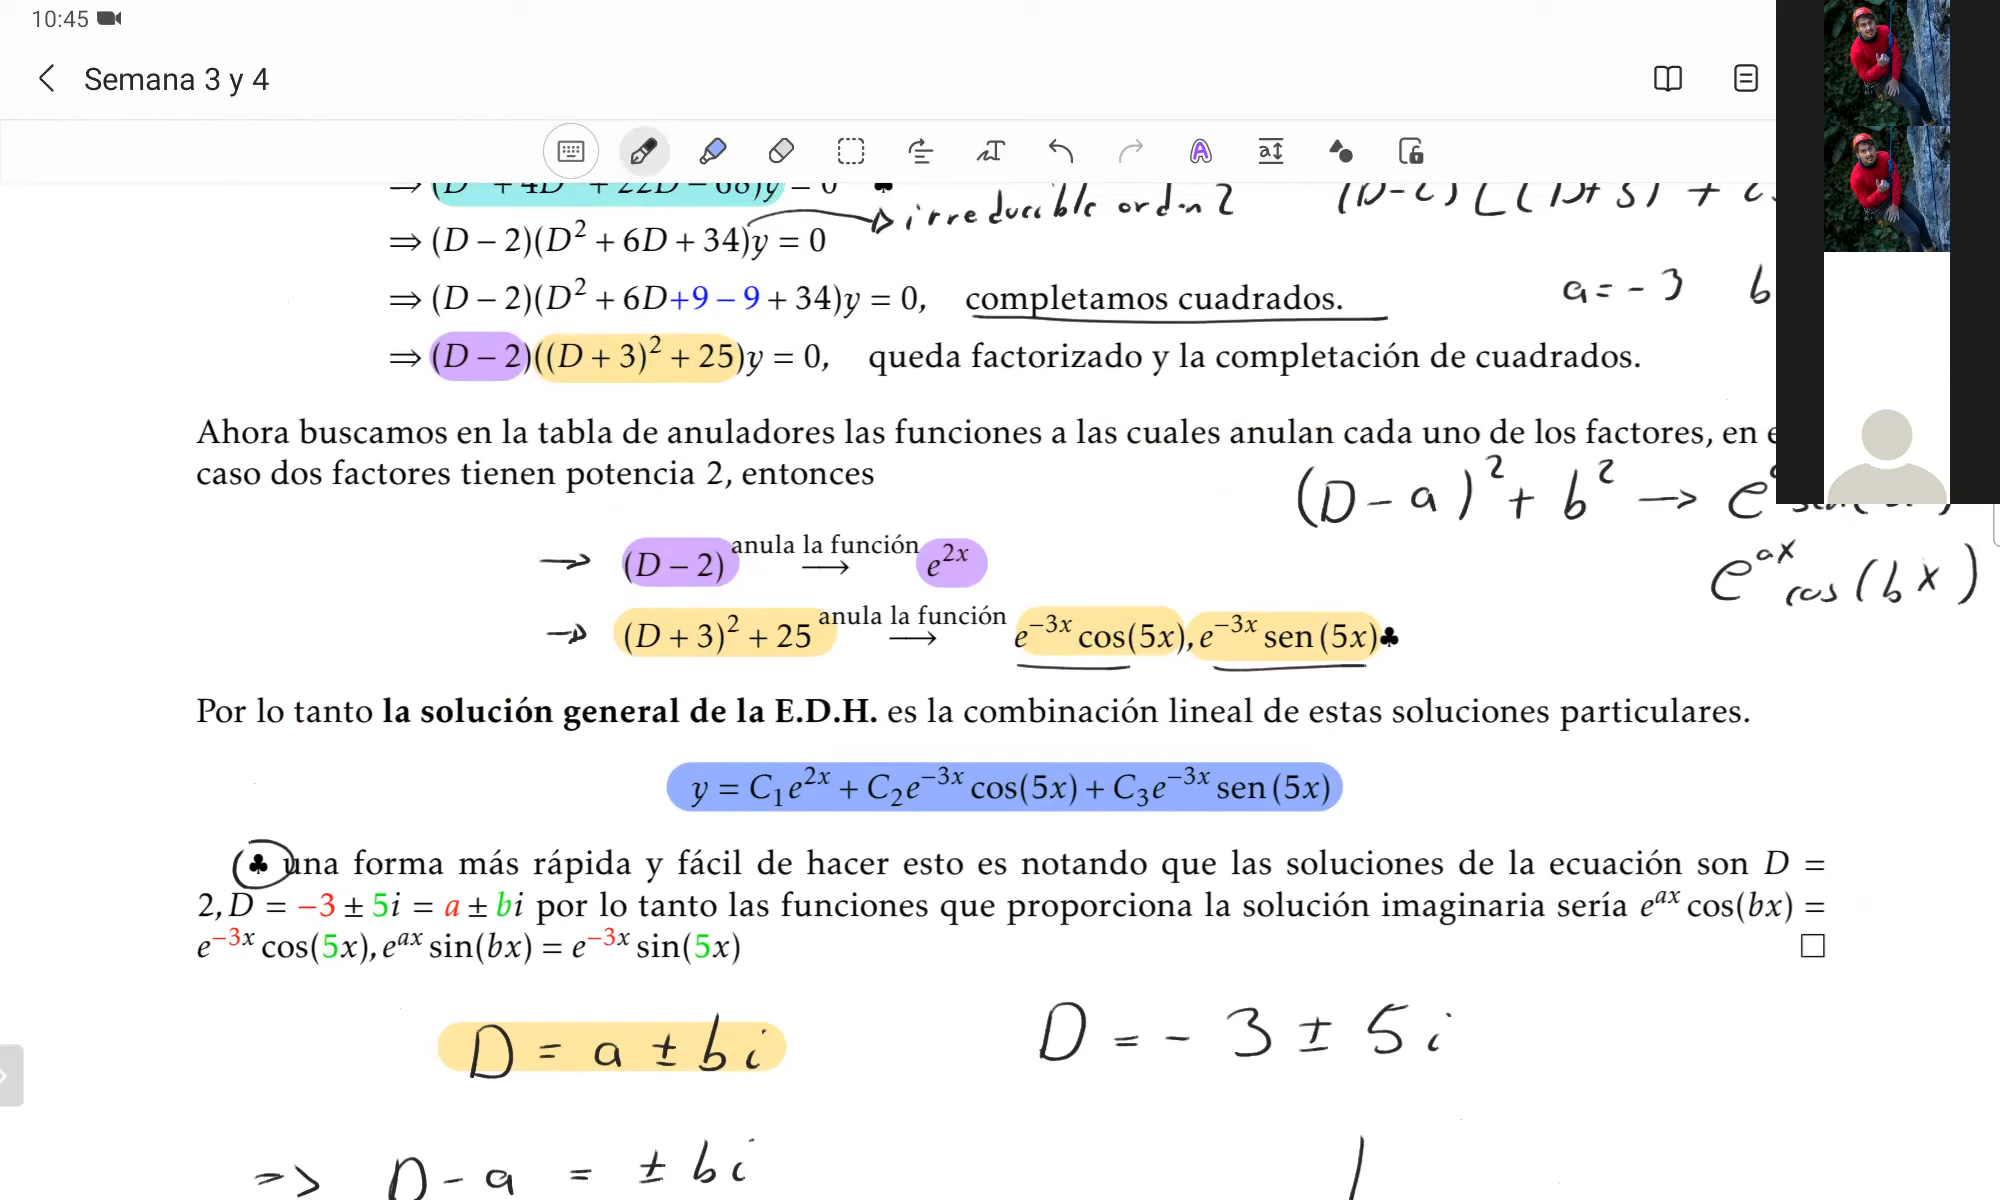 10:45
Semana 3 y 4
⇒ (D³ + 4D² + 22D − 68)y = 0 ♣
irreducible orden 2
⇒ (D − 2)(D² + 6D + 34)y = 0
⇒ (D − 2)(D² + 6D+9 − 9 + 34)y = 0, completamos cuadrados.
a = - 3 b
⇒ (D − 2)((D + 3)² + 25)y = 0, queda factorizado y la completación de cuadrados.
Ahora buscamos en la tabla de anuladores las funciones a las cuales anulan cada uno de los factores, en e
caso dos factores tienen potencia 2, entonces
(D - a)² + b² → e
→ (D − 2) anula la función ⟶ e^{2x}
e^{ax} cos(bx)
→ (D + 3)² + 25 anula la función ⟶ e^{−3x} cos(5x), e^{−3x} sen(5x)♣
Por lo tanto la solución general de la E.D.H. es la combinación lineal de estas soluciones particulares.
y = C₁e^{2x} + C₂e^{−3x} cos(5x) + C₃e^{−3x} sen(5x)
♣ una forma más rápida y fácil de hacer esto es notando que las soluciones de la ecuación son D =
2, D = −3 ± 5i = a ± bi por lo tanto las funciones que proporciona la solución imaginaria sería e^{ax} cos(bx) =
e^{−3x} cos(5x), e^{ax} sin(bx) = e^{−3x} sin(5x) □
D = a ± bi D = - 3 ± 5i
=> D - a = ± bi